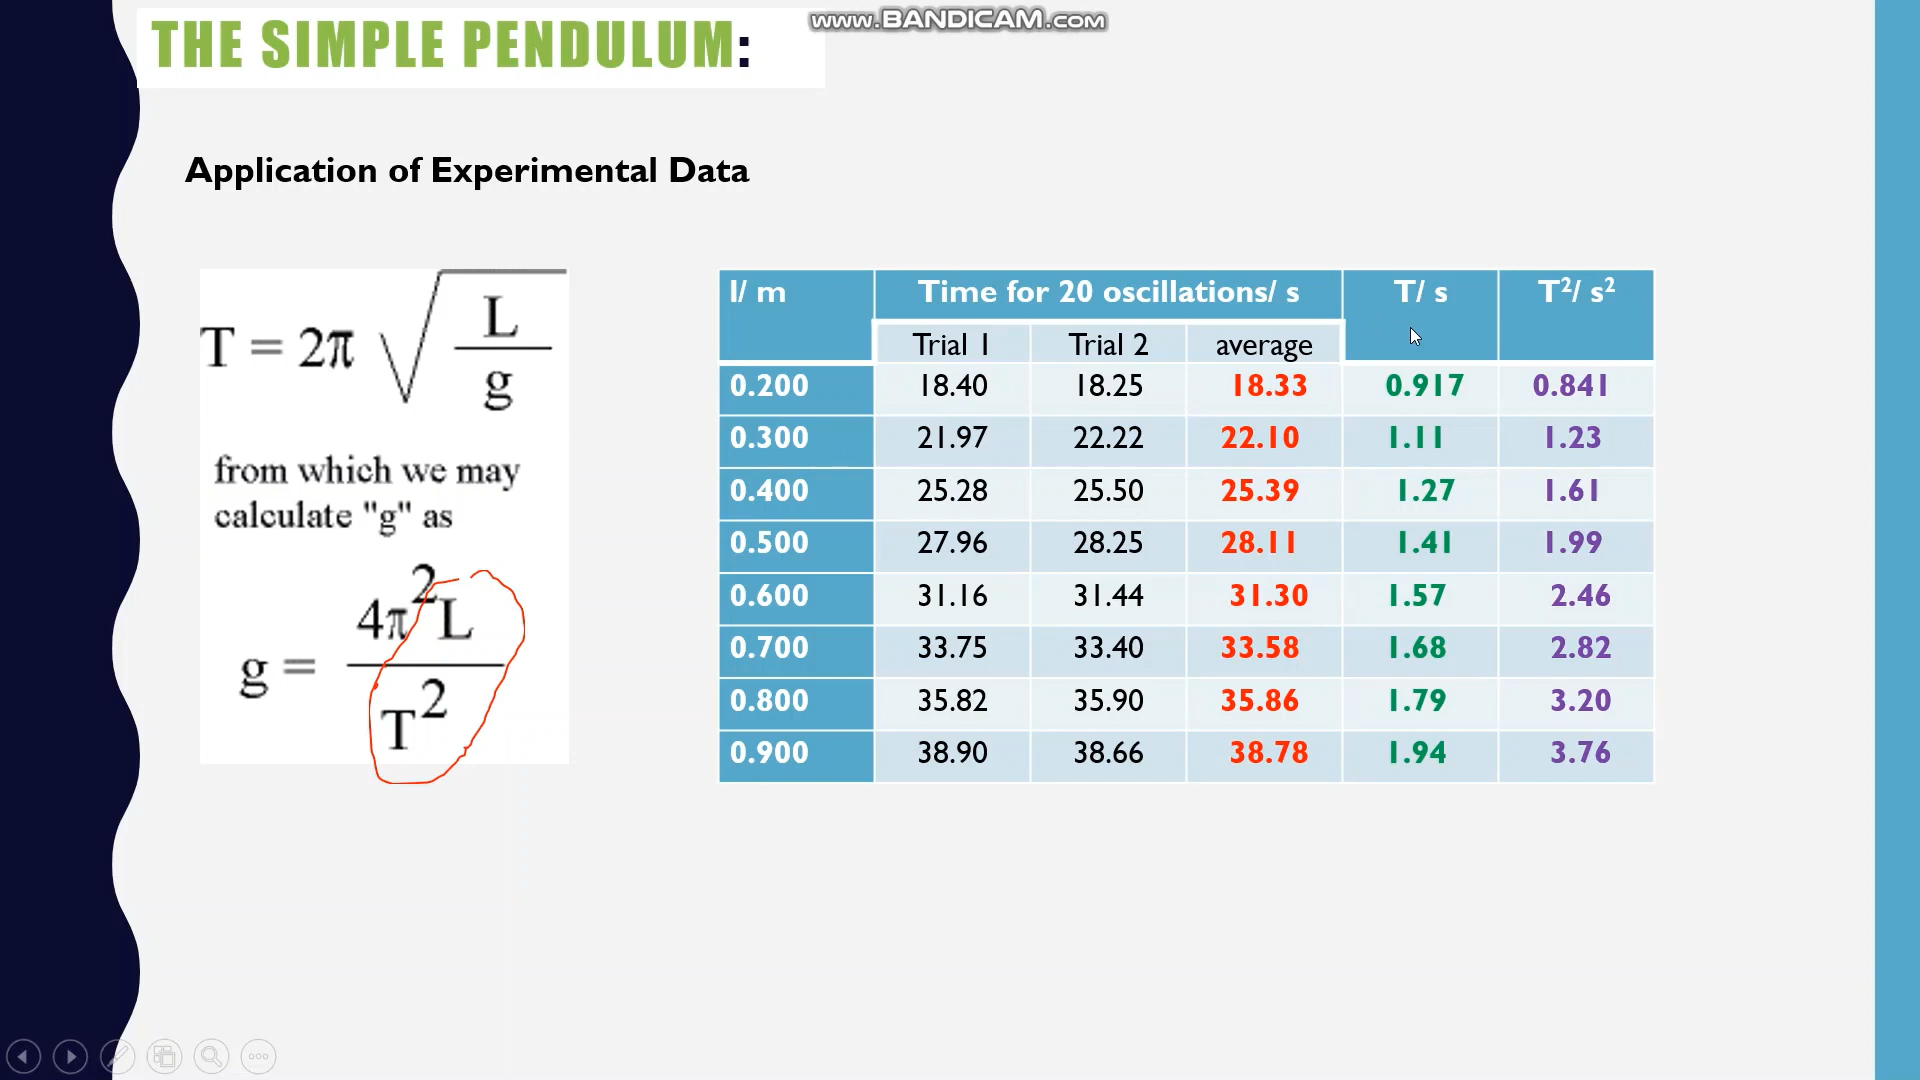 www.BANDICAM.com
THE SIMPLE PENDULUM:
Application of Experimental Data
T = 2π √ L
g
from which we may
calculate "g" as
g = 4π²L
T²
l/ m Time for 20 oscillations/ s T/ s T²/ s²
Trial 1 Trial 2 average
0.200 18.40 18.25 18.33 0.917 0.841
0.300 21.97 22.22 22.10 1.11 1.23
0.400 25.28 25.50 25.39 1.27 1.61
0.500 27.96 28.25 28.11 1.41 1.99
0.600 31.16 31.44 31.30 1.57 2.46
0.700 33.75 33.40 33.58 1.68 2.82
0.800 35.82 35.90 35.86 1.79 3.20
0.900 38.90 38.66 38.78 1.94 3.76